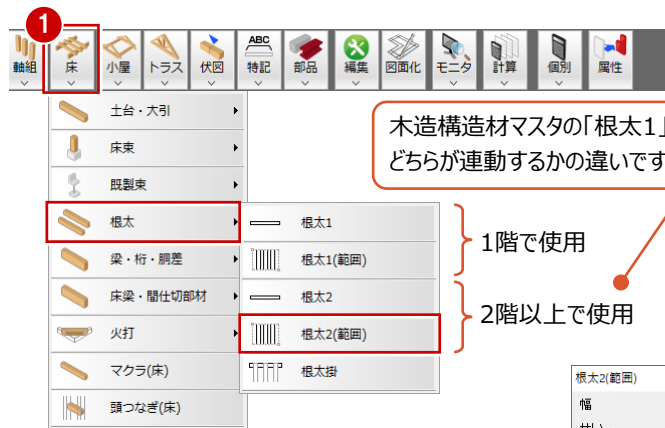 1
ABC
軸組 床 小屋 トラス 伏図 特記 部品 編集 図面化 モニタ 計算 個別 属性
土台・大引
床束
既製束
根太
梁・桁・胴差
床梁・間仕切部材
火打
マクラ(床)
頭つなぎ(床)
根太1
根太1(範囲)
根太2
根太2(範囲)
根太掛
木造構造材マスタの「根太1」
どちらが連動するかの違いです
1階で使用
2階以上で使用
根太2(範囲)
幅